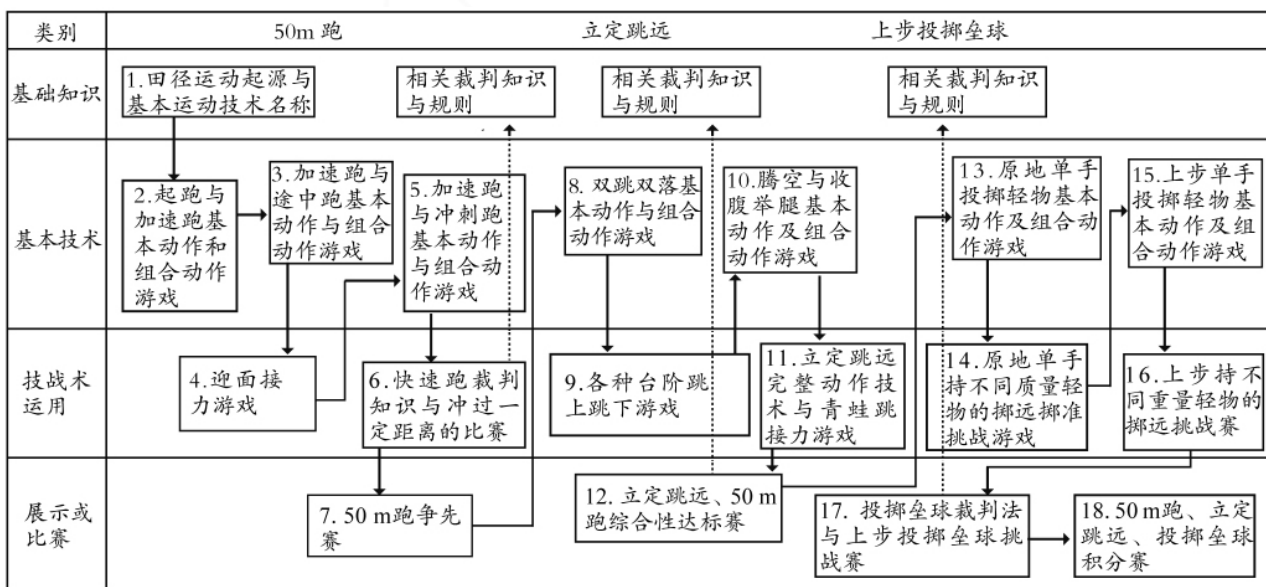 类别
50m 跑
立定跳远
上步投掷垒球
基础知识
1.田径运动起源与
基本运动技术名称
相关裁判知识
与规则
相关裁判知识
与规则
相关裁判知识
与规则
基本技术
2.起跑与
加速跑基
本动作和
组合动作
游戏
3.加速跑与
途中跑基本
动作与组合
动作游戏
5.加速跑
与冲刺跑
基本动作
与组合动
作游戏
8.双跳双落基
本动作与组合
动作游戏
10.腾空与收
腹举腿基本
动作及组合
动作游戏
13.原地单手
投掷轻物基本
动作及组合动
作游戏
15.上步单手
投掷轻物基
本动作及组
合动作游戏
技战术
运用
4.迎面接
力游戏
6.快速跑裁判
知识与冲过一
定距离的比赛
9.各种台阶跳
上跳下游戏
11.立定跳远
完整动作技
术与青蛙跳
接力游戏
14.原地单手
持不同质量轻
物的掷远掷准
挑战游戏
16.上步持不
同重量轻物的
掷远挑战赛
展示或
比赛
7.50 m跑争先
赛
12.立定跳远、50 m
跑综合性达标赛
17.投掷垒球裁判法
与上步投掷垒球挑
战赛
18.50 m跑、立定
跳远、投掷垒球
积分赛